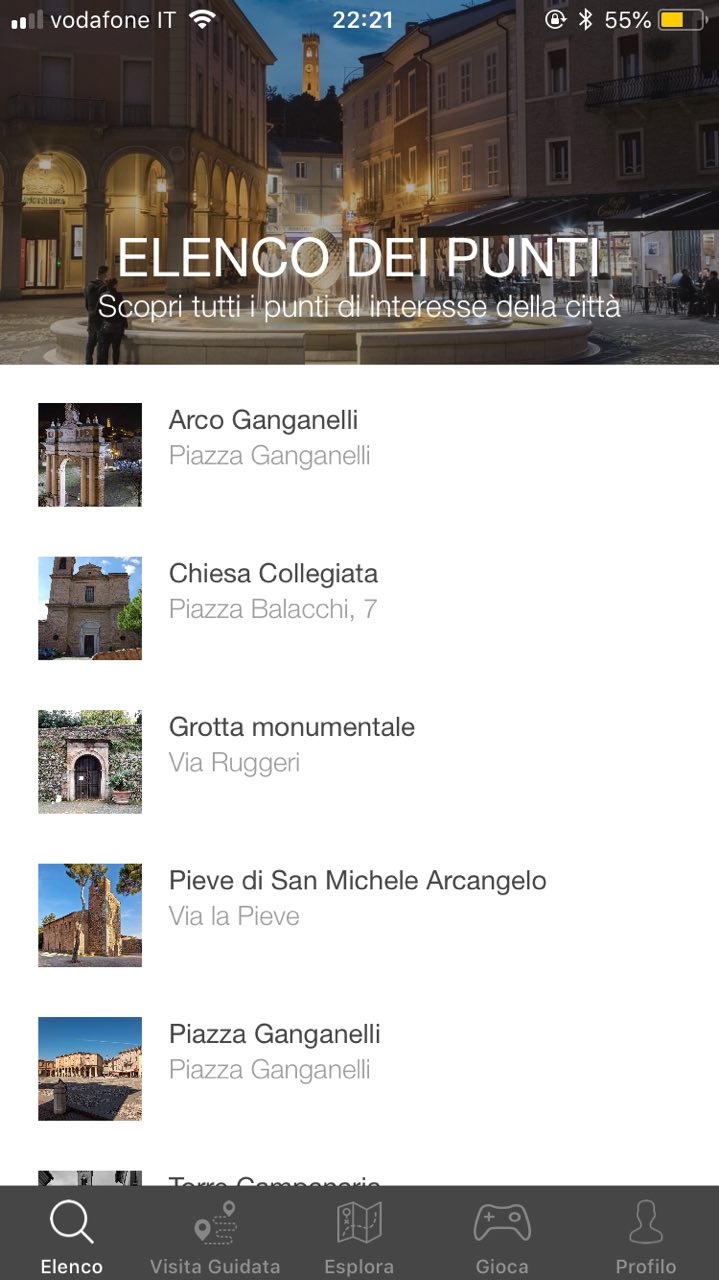 vodafone IT
22:21
55%
ELENCO DEI PUNTI
Scopri tutti i punti di interesse della città
Arco Ganganelli
Piazza Ganganelli
Chiesa Collegiata
Piazza Balacchi, 7
Grotta monumentale
Via Ruggeri
Pieve di San Michele Arcangelo
Via la Pieve
Piazza Ganganelli
Piazza Ganganelli
Torre Campanaria
Elenco
Visita Guidata
Esplora
Gioca
Profilo